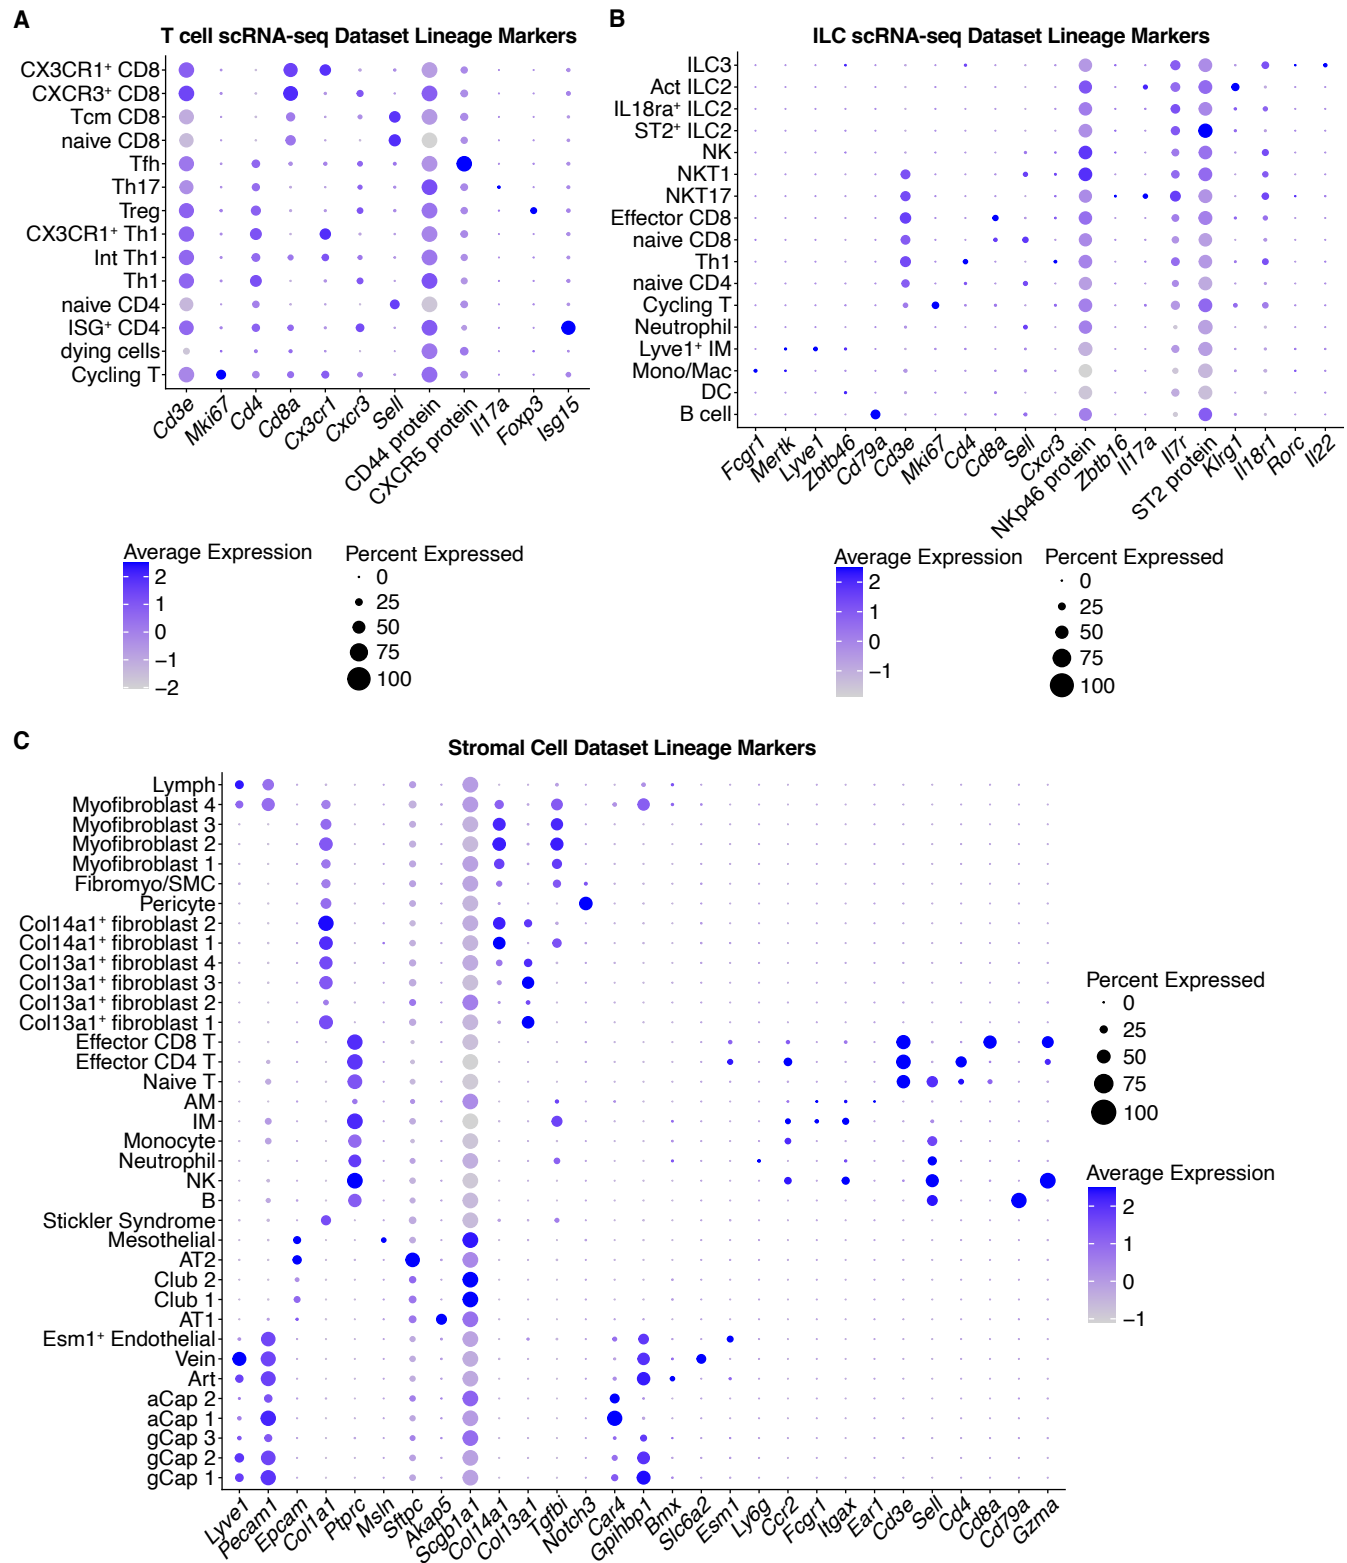 A
T cell scRNA-seq Dataset Lineage Markers
CX3CR1⁺ CD8
CXCR3⁺ CD8
Tcm CD8
naive CD8
Tfh
Th17
Treg
CX3CR1⁺ Th1
Int Th1
Th1
naive CD4
ISG⁺ CD4
dying cells
Cycling T
Cd3e
Mki67
Cd4
Cd8a
Cx3cr1
Cxcr3
Sell
CD44 protein
CXCR5 protein
Il17a
Foxp3
Isg15
Average Expression
2
1
0
−1
−2
Percent Expressed
0
25
50
75
100
B
ILC scRNA-seq Dataset Lineage Markers
ILC3
Act ILC2
IL18ra⁺ ILC2
ST2⁺ ILC2
NK
NKT1
NKT17
Effector CD8
naive CD8
Th1
naive CD4
Cycling T
Neutrophil
Lyve1⁺ IM
Mono/Mac
DC
B cell
Fcgr1
Mertk
Lyve1
Zbtb46
Cd79a
Cd3e
Mki67
Cd4
Cd8a
Sell
Cxcr3
NKp46 protein
Zbtb16
Il17a
Il7r
ST2 protein
Klrg1
Il18r1
Rorc
Il22
Average Expression
2
1
0
−1
Percent Expressed
0
25
50
75
100
C
Stromal Cell Dataset Lineage Markers
Lymph
Myofibroblast 4
Myofibroblast 3
Myofibroblast 2
Myofibroblast 1
Fibromyo/SMC
Pericyte
Col14a1⁺ fibroblast 2
Col14a1⁺ fibroblast 1
Col13a1⁺ fibroblast 4
Col13a1⁺ fibroblast 3
Col13a1⁺ fibroblast 2
Col13a1⁺ fibroblast 1
Effector CD8 T
Effector CD4 T
Naive T
AM
IM
Monocyte
Neutrophil
NK
B
Stickler Syndrome
Mesothelial
AT2
Club 2
Club 1
AT1
Esm1⁺ Endothelial
Vein
Art
aCap 2
aCap 1
gCap 3
gCap 2
gCap 1
Lyve1
Pecam1
Epcam
Col1a1
Ptprc
Msln
Sftpc
Akap5
Scgb1a1
Col14a1
Col13a1
Tgfbi
Notch3
Car4
Gpihbp1
Bmx
Slc6a2
Esm1
Ly6g
Ccr2
Fcgr1
Itgax
Ear1
Cd3e
Sell
Cd4
Cd8a
Cd79a
Gzma
Percent Expressed
0
25
50
75
100
Average Expression
2
1
0
−1